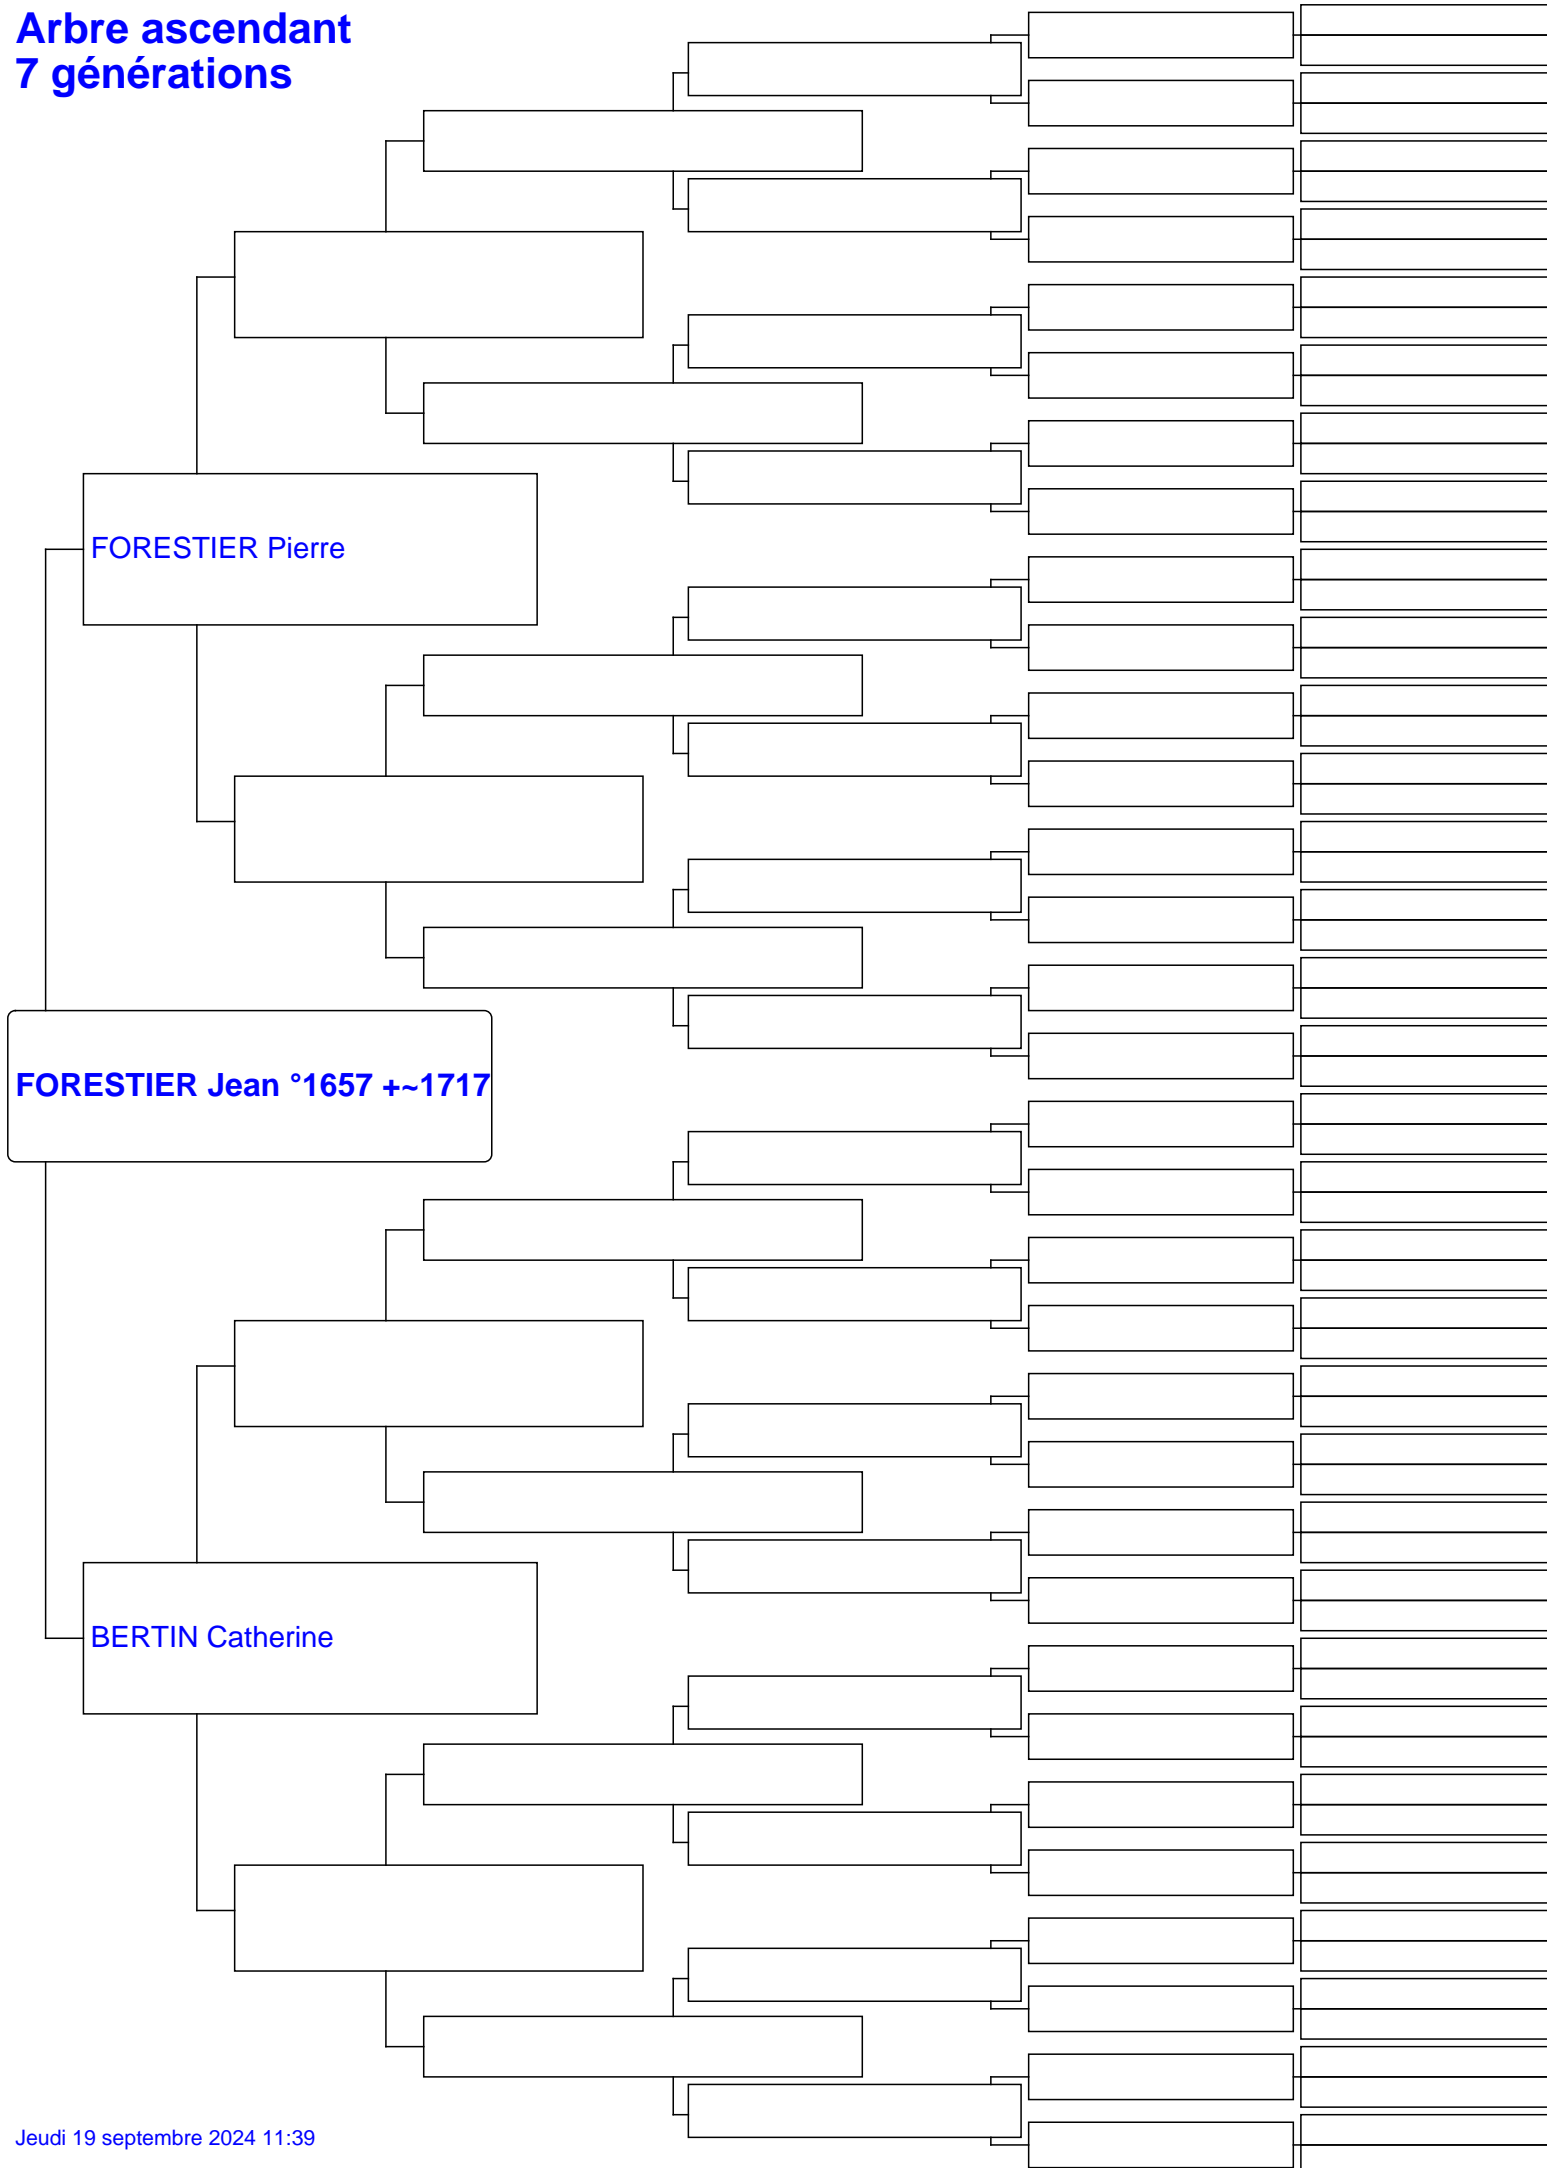 Arbre ascendant
7 générations
FORESTIER Pierre
FORESTIER Jean °1657 +~1717
BERTIN Catherine
Jeudi 19 septembre 2024 11:39